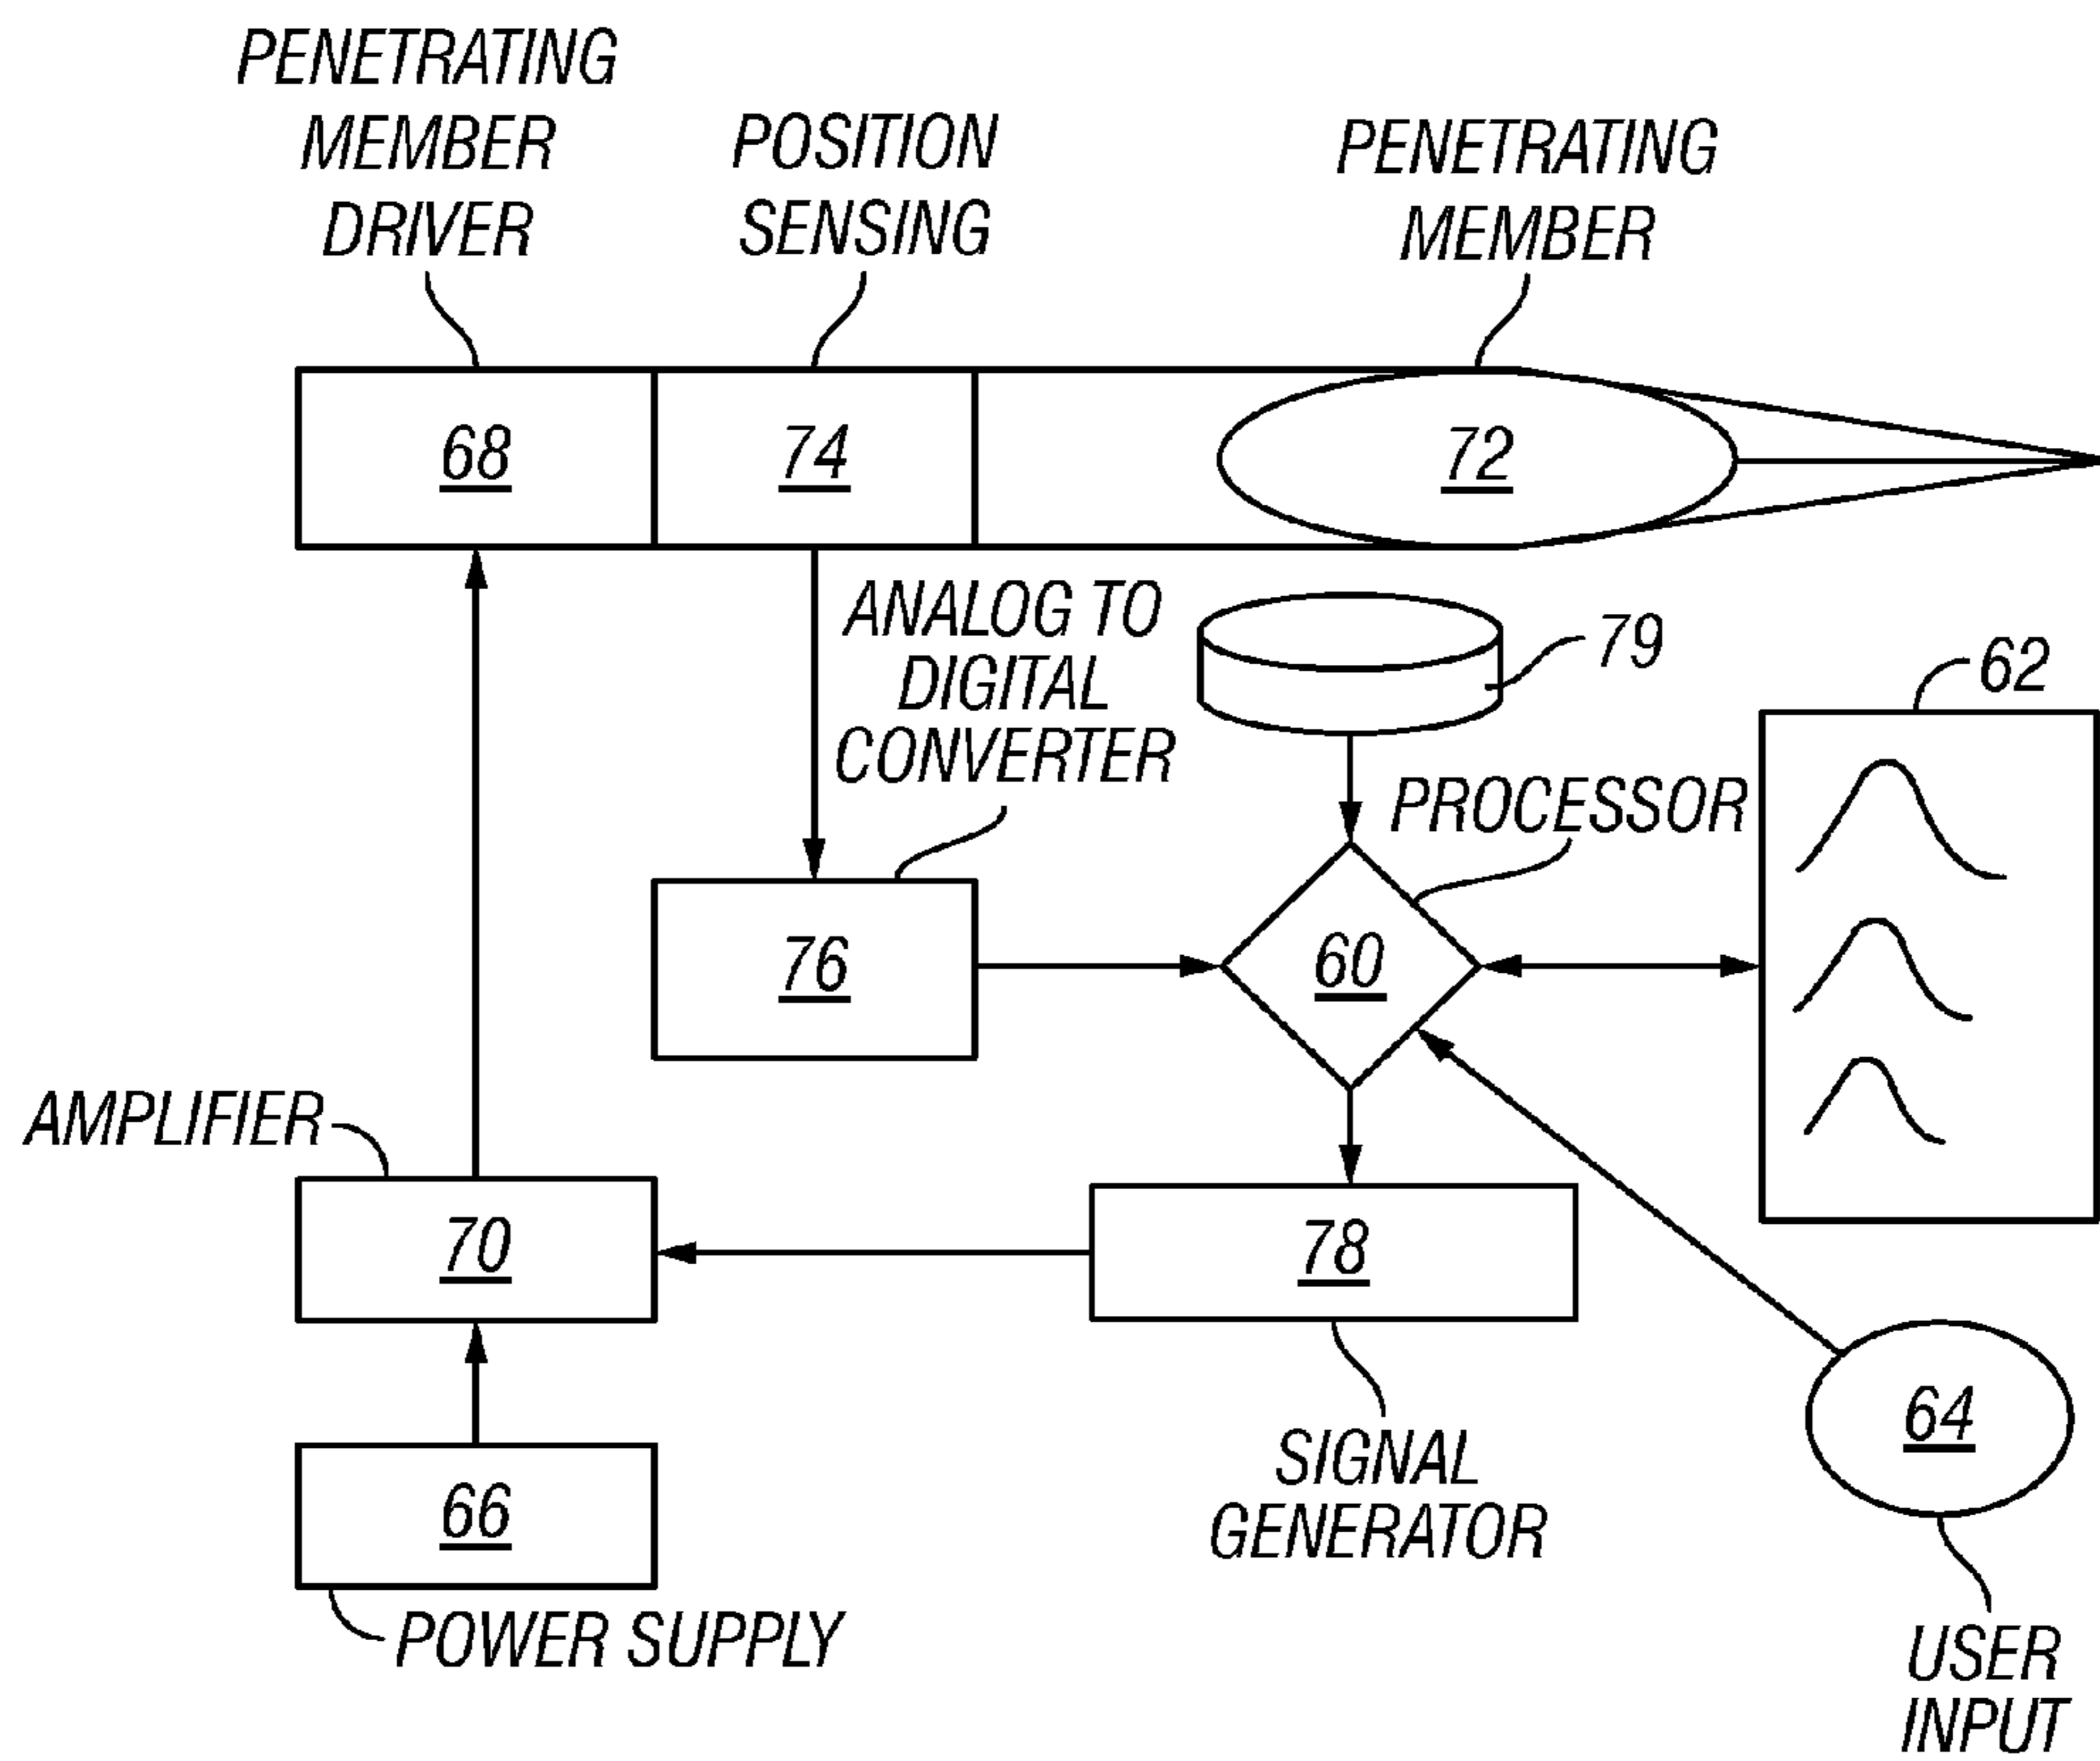 PENETRATING
MEMBER
DRIVER
POSITION
SENSING
PENETRATING
MEMBER
68
74
72
ANALOG TO
DIGITAL
CONVERTER
79
62
PROCESSOR
76
60
AMPLIFIER
70
78
64
66
SIGNAL
GENERATOR
POWER SUPPLY
USER
INPUT